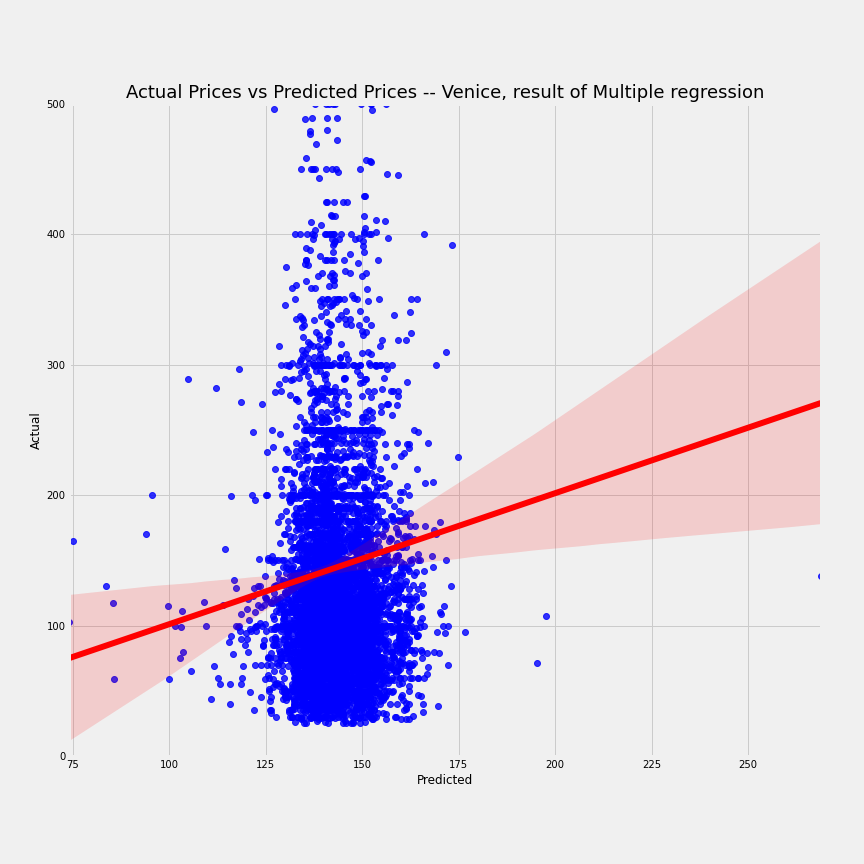 Actual Prices vs Predicted Prices -- Venice, result of Multiple regression
500
400
300
200
100
0
Actual
75 100 125 150 175 200 225 250
Predicted